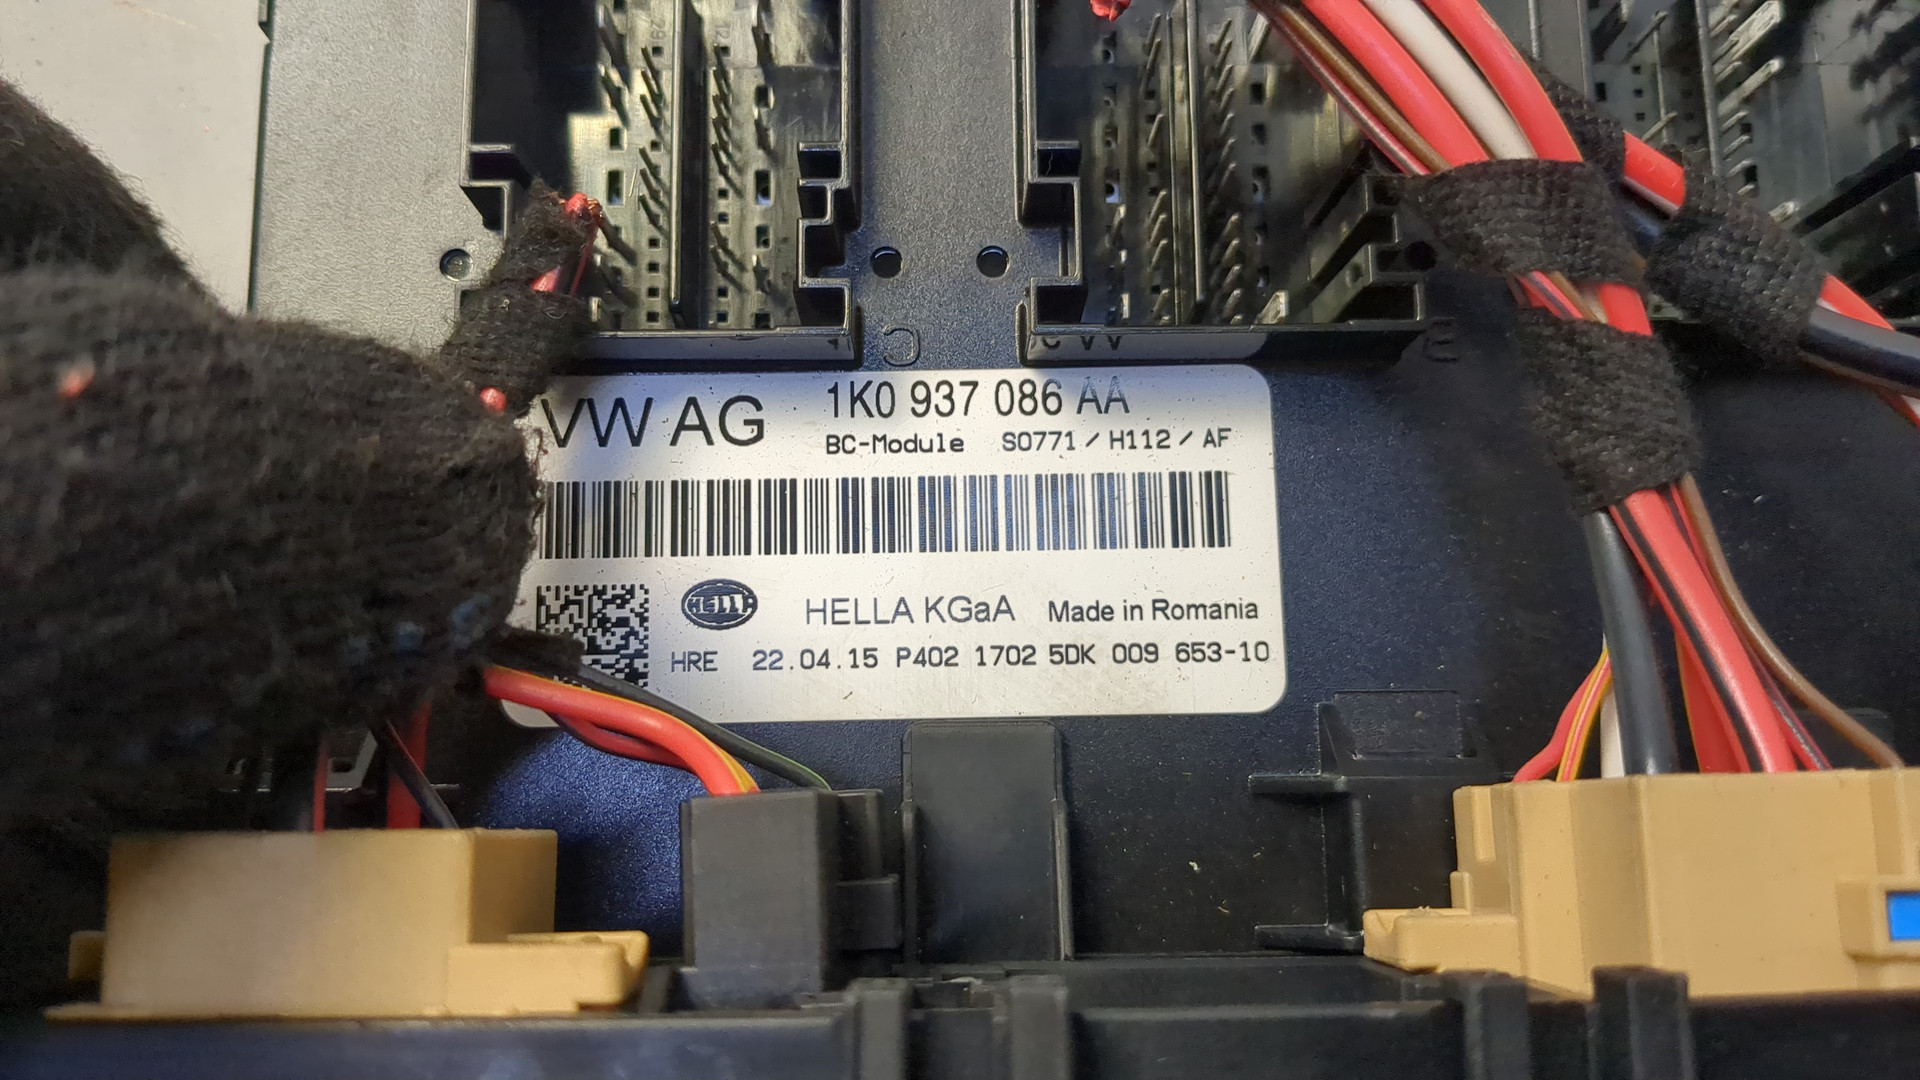 C
VW AG
1K0 937 086 AA
BC-Module S0771 / H112 / AF
HELLA
HELLA KGaA Made in Romania
HRE 22.04.15 P402 1702 5DK 009 653-10